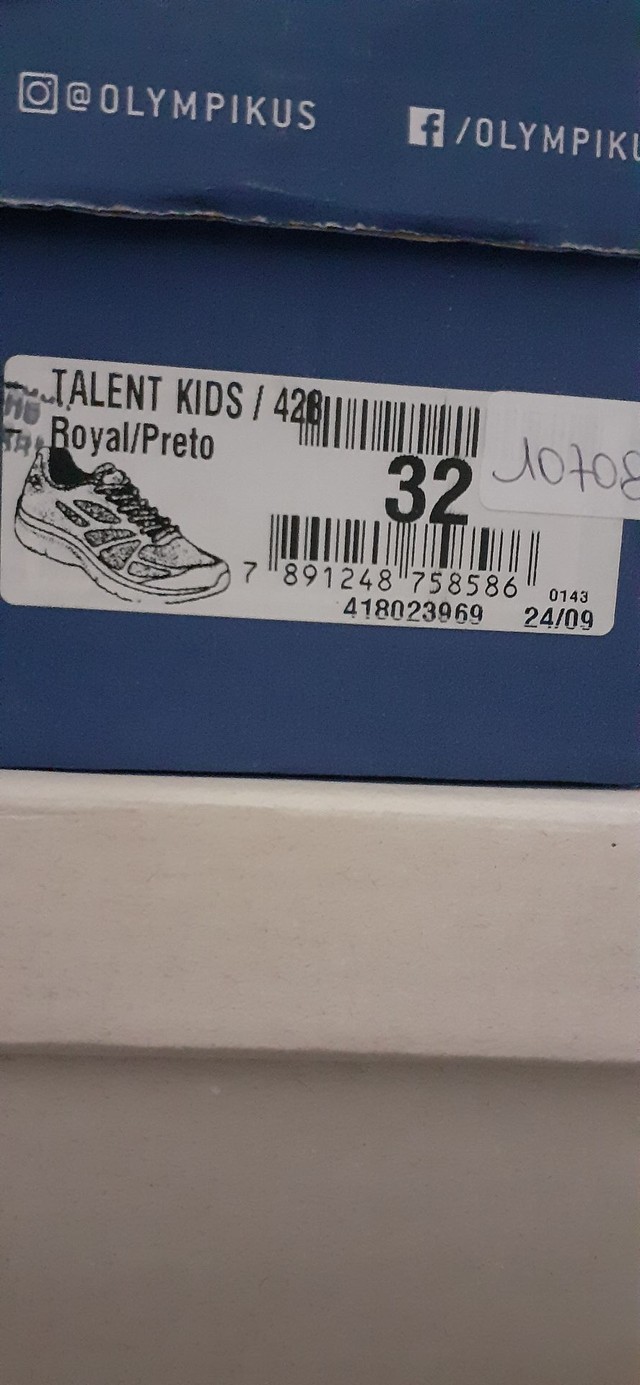 @OLYMPIKUS
/OLYMPIKU
TALENT KIDS / 428
Royal/Preto
32
10708
7 891248 758586
0143
418023969 24/09